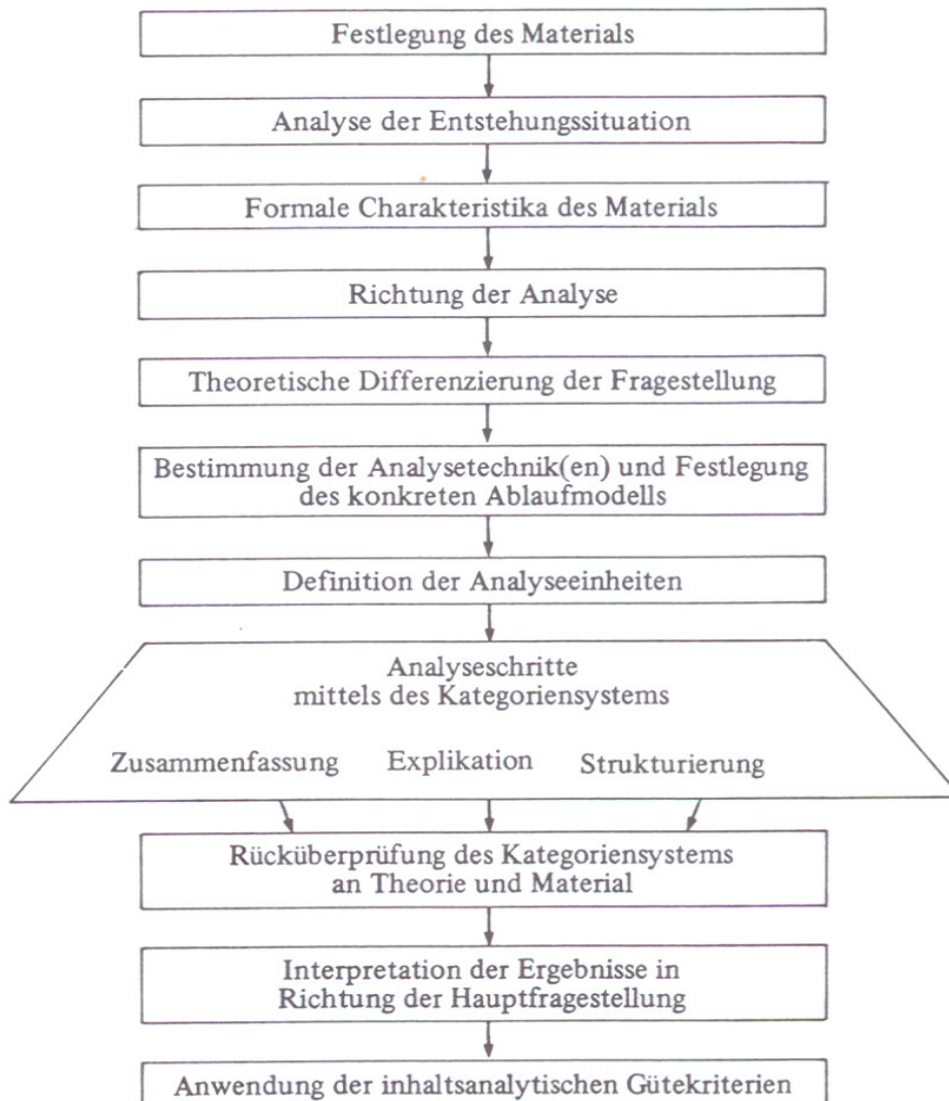 Festlegung des Materials
Analyse der Entstehungssituation
Formale Charakteristika des Materials
Richtung der Analyse
Theoretische Differenzierung der Fragestellung
Bestimmung der Analysetechnik(en) und Festlegung
des konkreten Ablaufmodells
Definition der Analyseeinheiten
Analyseschritte
mittels des Kategoriensystems
Zusammenfassung Explikation Strukturierung
Rücküberprüfung des Kategoriensystems
an Theorie und Material
Interpretation der Ergebnisse in
Richtung der Hauptfragestellung
Anwendung der inhaltsanalytischen Gütekriterien